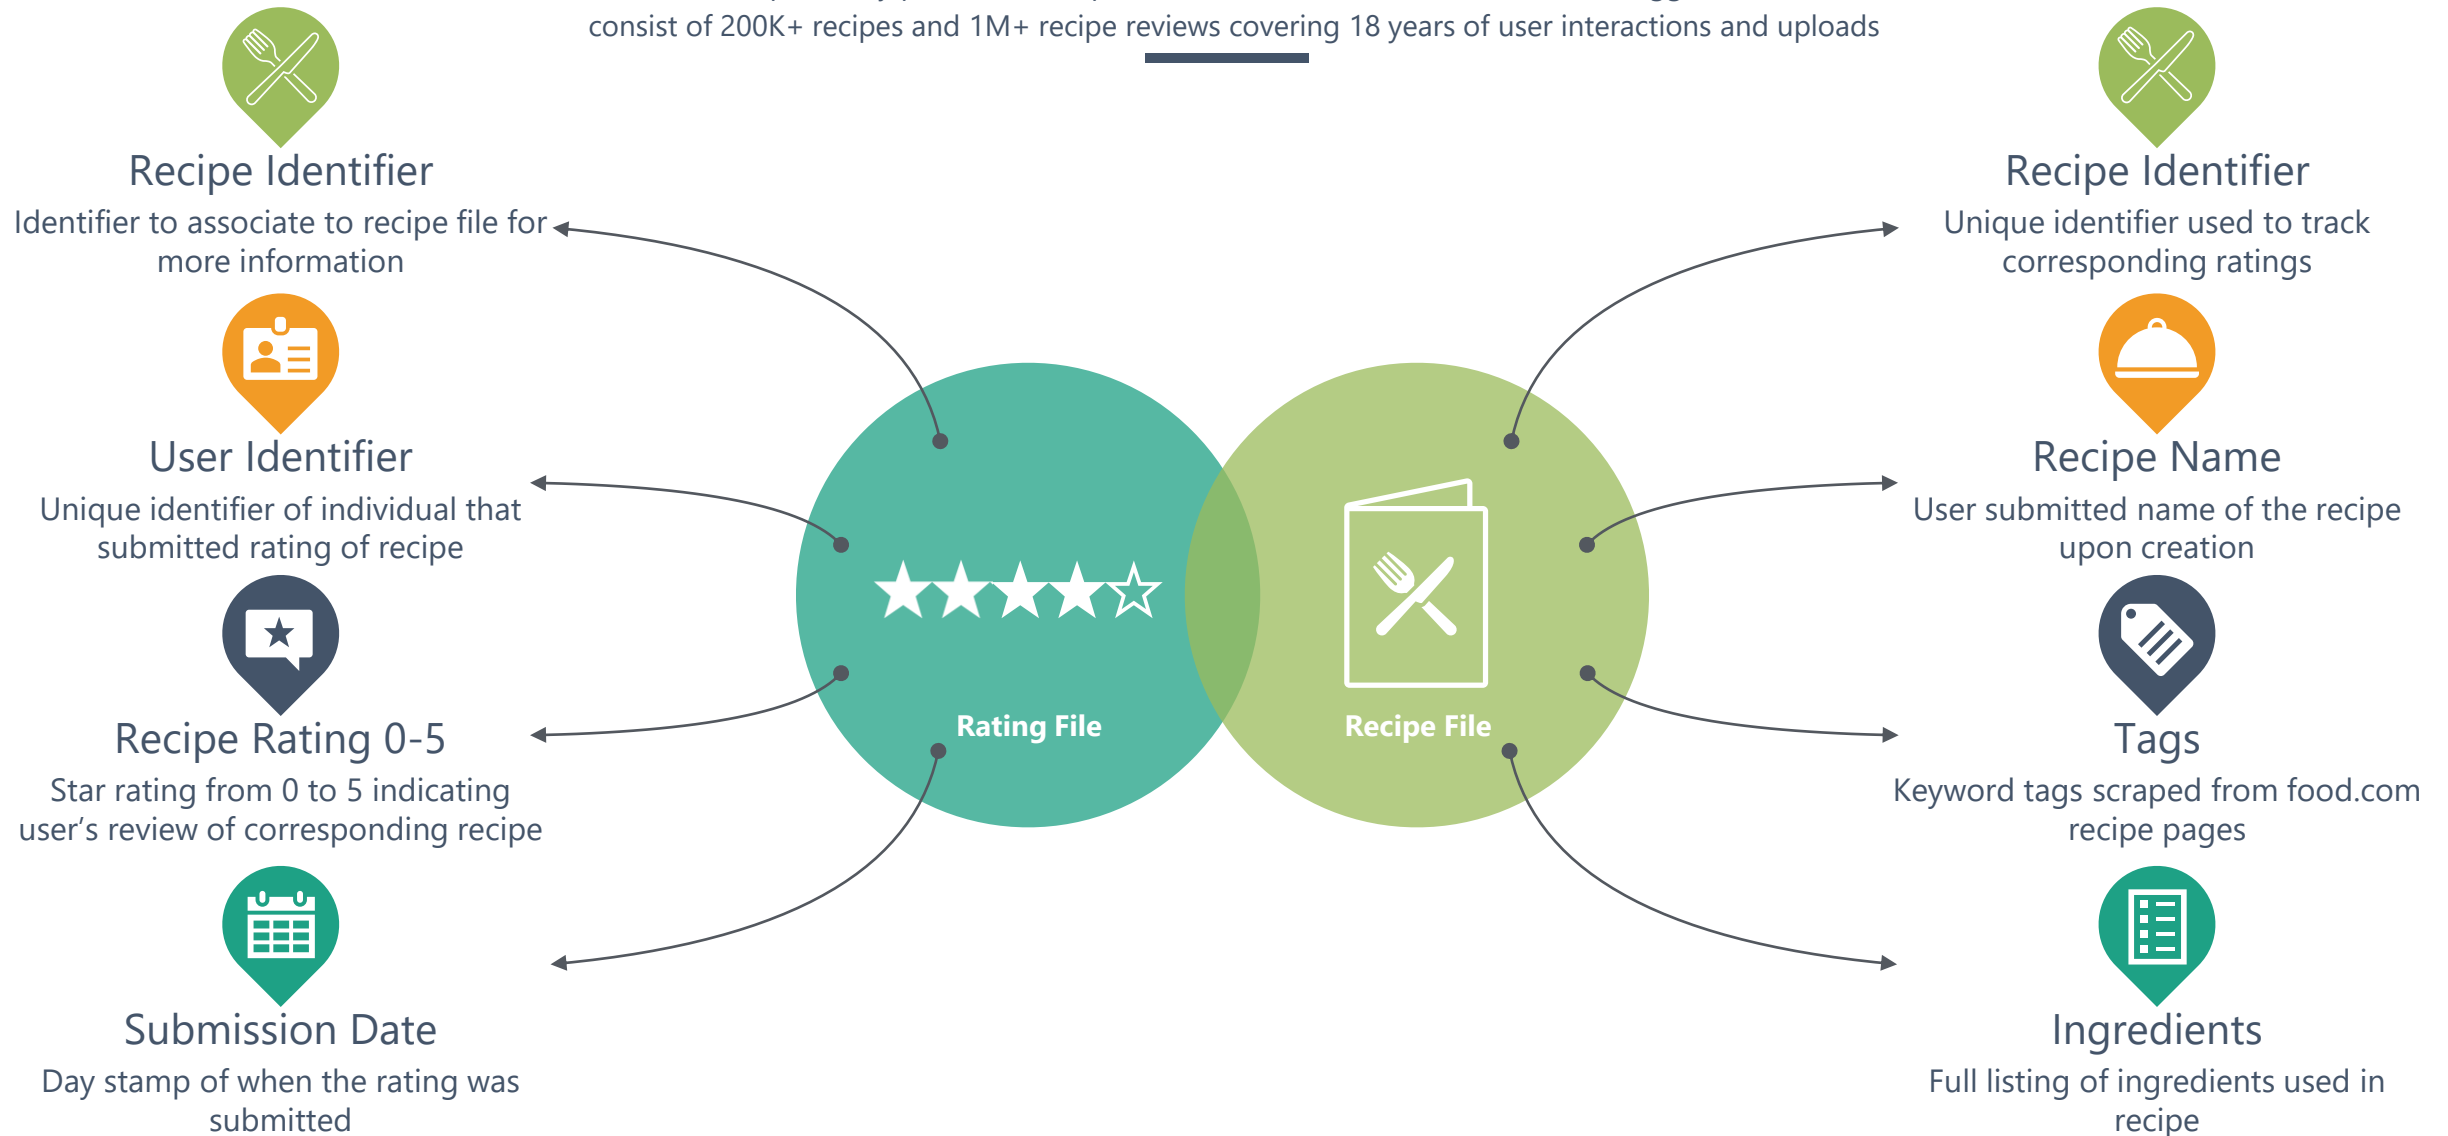 consist of 200K+ recipes and 1M+ recipe reviews covering 18 years of user interactions and uploads
Recipe Identifier
Identifier to associate to recipe file for
more information
User Identifier
Unique identifier of individual that
submitted rating of recipe
Recipe Rating 0-5
Star rating from 0 to 5 indicating
user's review of corresponding recipe
Submission Date
Day stamp of when the rating was
submitted
Rating File
Recipe File
Recipe Identifier
Unique identifier used to track
corresponding ratings
Recipe Name
User submitted name of the recipe
upon creation
Tags
Keyword tags scraped from food.com
recipe pages
Ingredients
Full listing of ingredients used in
recipe